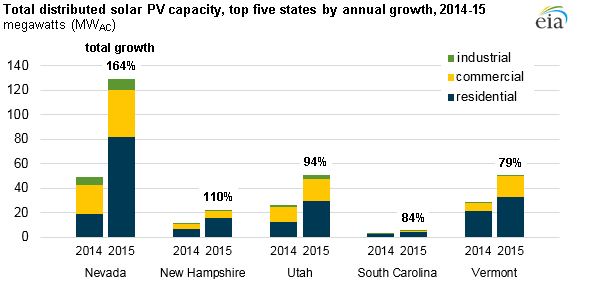 Total distributed solar PV capacity, top five states by annual growth, 2014-15
megawatts (MWAC)
eia
total growth
industrial
commercial
residential
140
120
100
80
60
40
20
0
164%
110%
94%
84%
79%
2014 2015 2014 2015 2014 2015 2014 2015 2014 2015
Nevada New Hampshire Utah South Carolina Vermont